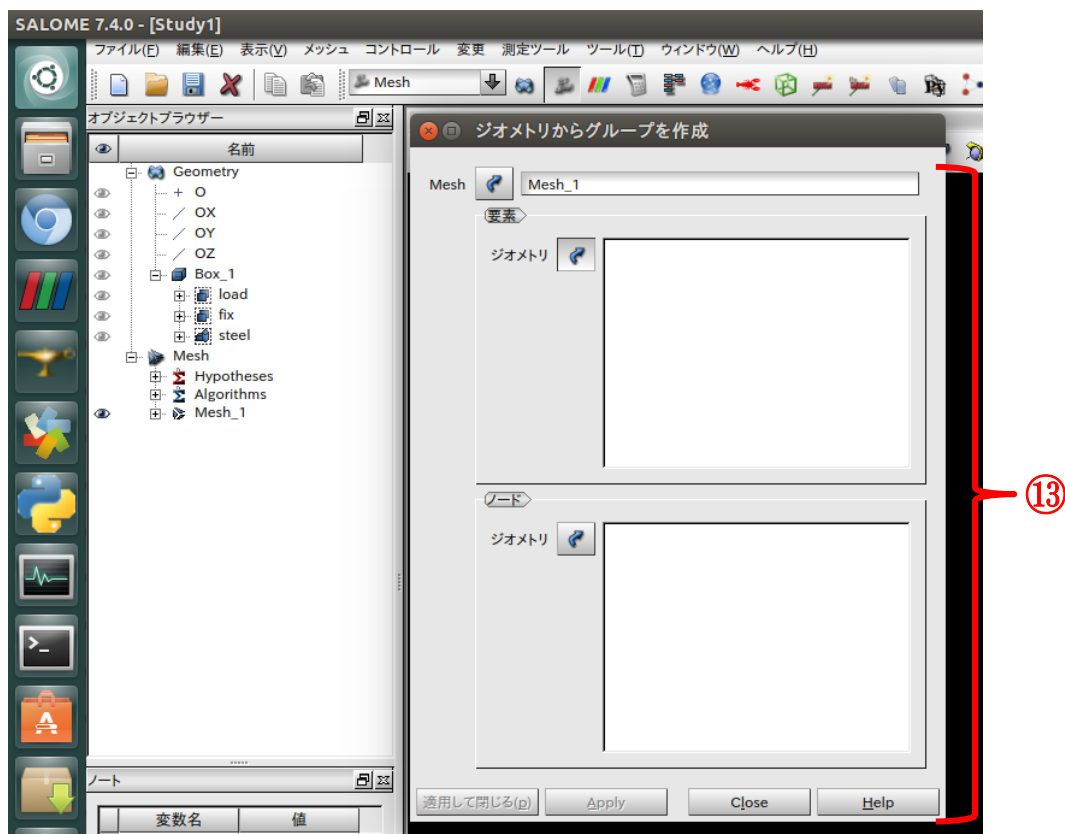 SALOME 7.4.0 - [Study1]
ファイル(F) 編集(E) 表示(V) メッシュ コントロール 変更 測定ツール ツール(T) ウィンドウ(W) ヘルプ(H)
Mesh
オブジェクトブラウザー
名前
Geometry
O
OX
OY
OZ
Box_1
load
fix
steel
Mesh
Hypotheses
Algorithms
Mesh_1
ノート
変数名 値
ジオメトリからグループを作成
Mesh Mesh_1
要素
ジオメトリ
ノード
ジオメトリ
適用して閉じる(p) Apply Close Help
⑬